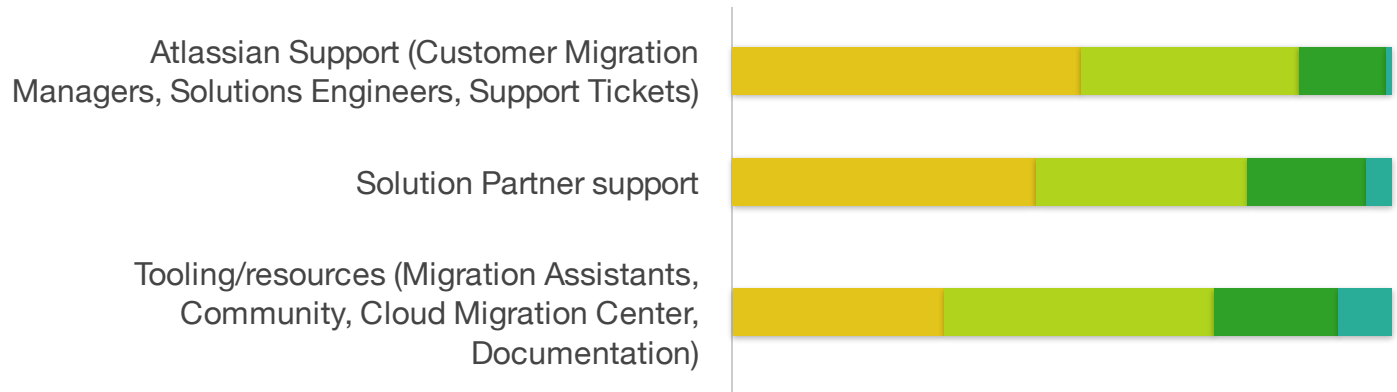 Atlassian Support (Customer Migration
Managers, Solutions Engineers, Support Tickets)
Solution Partner support
Tooling/resources (Migration Assistants,
Community, Cloud Migration Center,
Documentation)